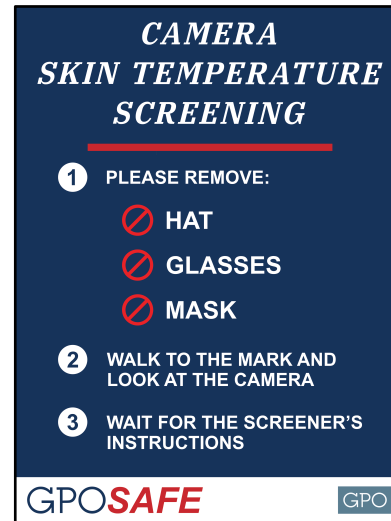 CAMERA
SKIN TEMPERATURE
SCREENING
1 PLEASE REMOVE:
HAT
GLASSES
MASK
2 WALK TO THE MARK AND
LOOK AT THE CAMERA
3 WAIT FOR THE SCREENER'S
INSTRUCTIONS
GPOSAFE
GPO